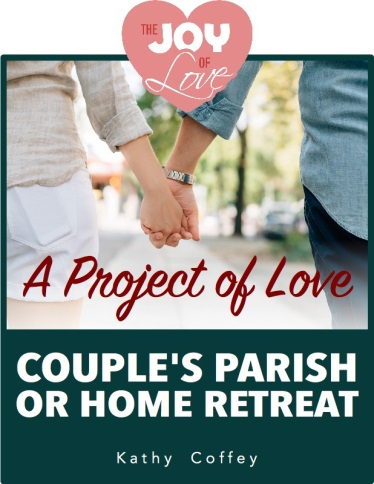 THE
JOY
OF
Love
A Project of Love
COUPLE'S PARISH
OR HOME RETREAT
Kathy Coffey